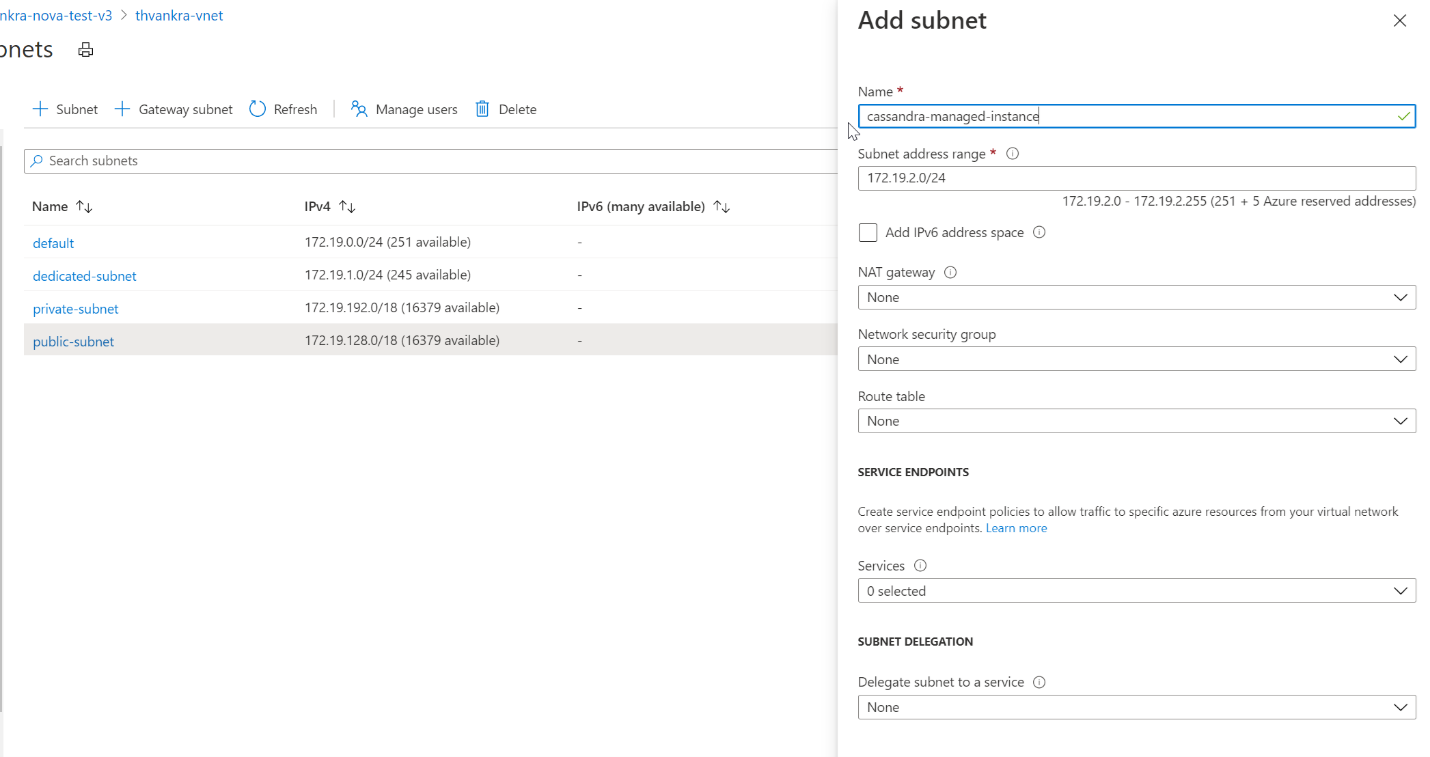 nkra-nova-test-v3 > thvankra-vnet
bnets
Subnet Gateway subnet Refresh Manage users Delete
Search subnets
Name IPv4 IPv6 (many available)
default 172.19.0.0/24 (251 available) -
dedicated-subnet 172.19.1.0/24 (245 available) -
private-subnet 172.19.192.0/18 (16379 available) -
public-subnet 172.19.128.0/18 (16379 available) -
Add subnet
Name *
cassandra-managed-instance
Subnet address range *
172.19.2.0/24
172.19.2.0 - 172.19.2.255 (251 + 5 Azure reserved addresses)
Add IPv6 address space
NAT gateway
None
Network security group
None
Route table
None
SERVICE ENDPOINTS
Create service endpoint policies to allow traffic to specific azure resources from your virtual network
over service endpoints. Learn more
Services
0 selected
SUBNET DELEGATION
Delegate subnet to a service
None